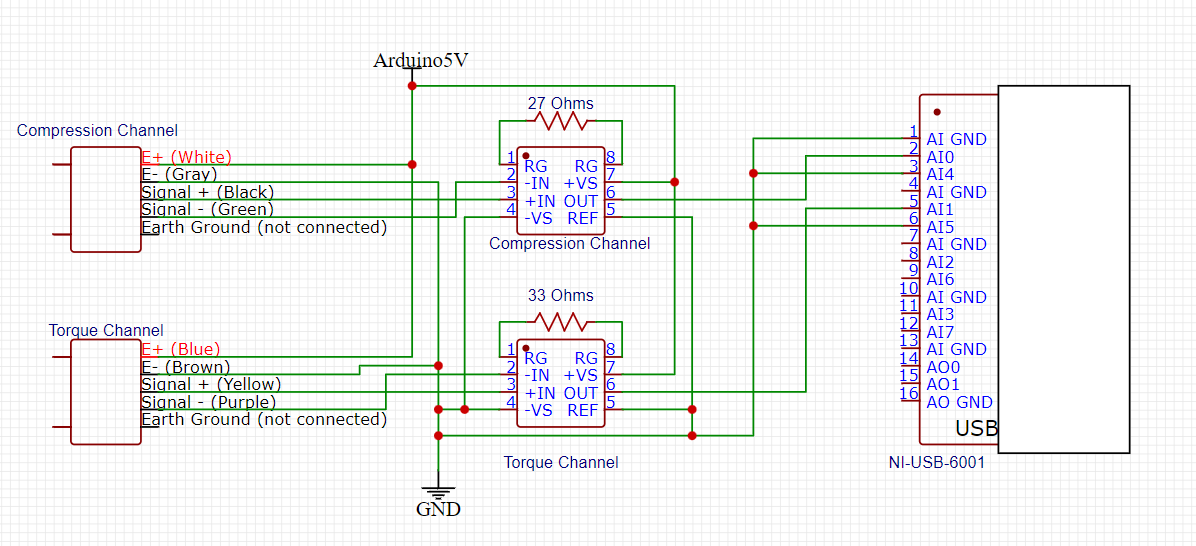 Arduino5V
Compression Channel
E+ (White)
E- (Gray)
Signal + (Black)
Signal - (Green)
Earth Ground (not connected)
27 Ohms
1 RG RG 8
2 -IN +VS 7
3 +IN OUT 6
4 -VS REF 5
Compression Channel
Torque Channel
E+ (Blue)
E- (Brown)
Signal + (Yellow)
Signal - (Purple)
Earth Ground (not connected)
33 Ohms
1 RG RG 8
2 -IN +VS 7
3 +IN OUT 6
4 -VS REF 5
Torque Channel
GND
1 AI GND
2 AI0
3 AI4
4 AI GND
5 AI1
6 AI5
7 AI GND
8 AI2
9 AI6
10 AI GND
11 AI3
12 AI7
13 AI GND
14 AO0
15 AO1
16 AO GND
USB
NI-USB-6001